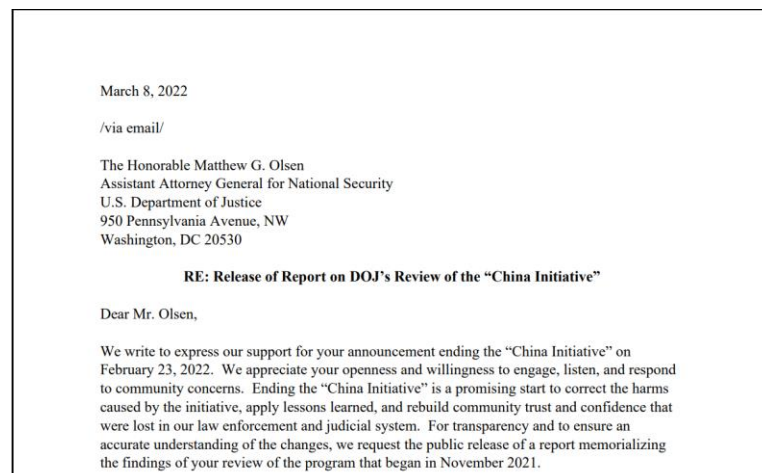 March 8, 2022
/via email/
The Honorable Matthew G. Olsen
Assistant Attorney General for National Security
U.S. Department of Justice
950 Pennsylvania Avenue, NW
Washington, DC 20530
RE: Release of Report on DOJ’s Review of the “China Initiative”
Dear Mr. Olsen,
We write to express our support for your announcement ending the “China Initiative” on
February 23, 2022.  We appreciate your openness and willingness to engage, listen, and respond
to community concerns.  Ending the “China Initiative” is a promising start to correct the harms
caused by the initiative, apply lessons learned, and rebuild community trust and confidence that
were lost in our law enforcement and judicial system.  For transparency and to ensure an
accurate understanding of the changes, we request the public release of a report memorializing
the findings of your review of the program that began in November 2021.